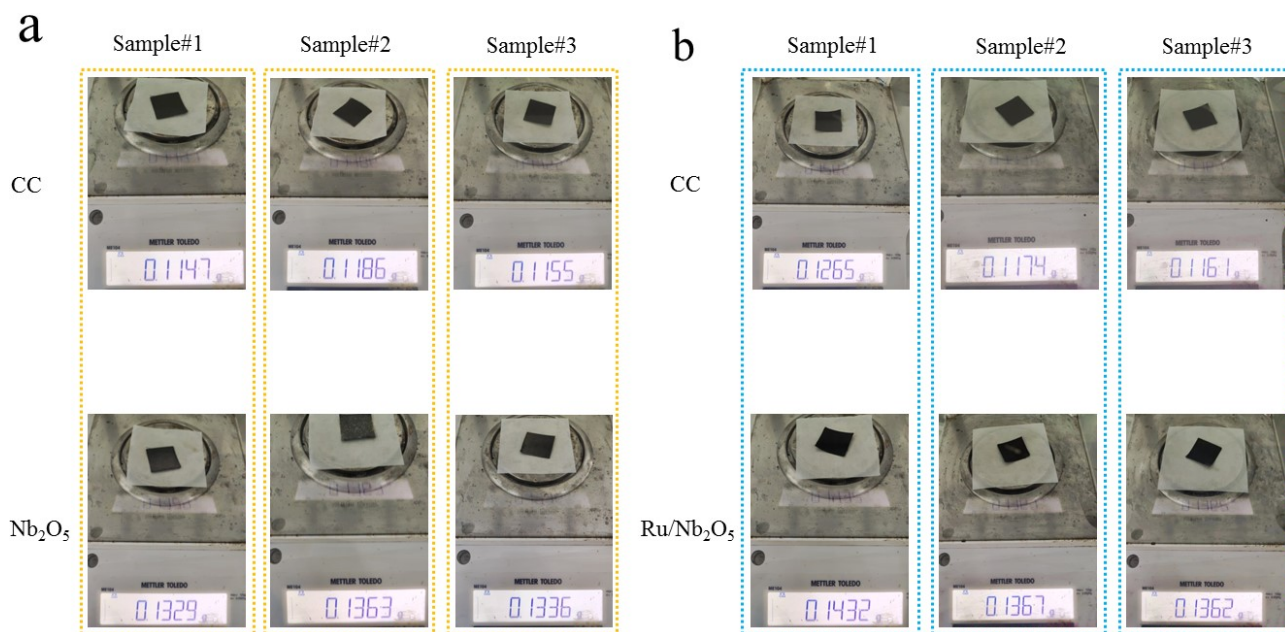 a
Sample#1 Sample#2 Sample#3
CC
METTLER TOLEDO METTLER TOLEDO METTLER TOLEDO
0.1147 g 0.1186 g 0.1155 g
Nb₂O₅
METTLER TOLEDO METTLER TOLEDO METTLER TOLEDO
0.1329 g 0.1363 g 0.1336 g
b
Sample#1 Sample#2 Sample#3
CC
METTLER TOLEDO METTLER TOLEDO METTLER TOLEDO
0.1265 g 0.1174 g 0.1161 g
Ru/Nb₂O₅
METTLER TOLEDO METTLER TOLEDO METTLER TOLEDO
0.1432 g 0.1367 g 0.1362 g